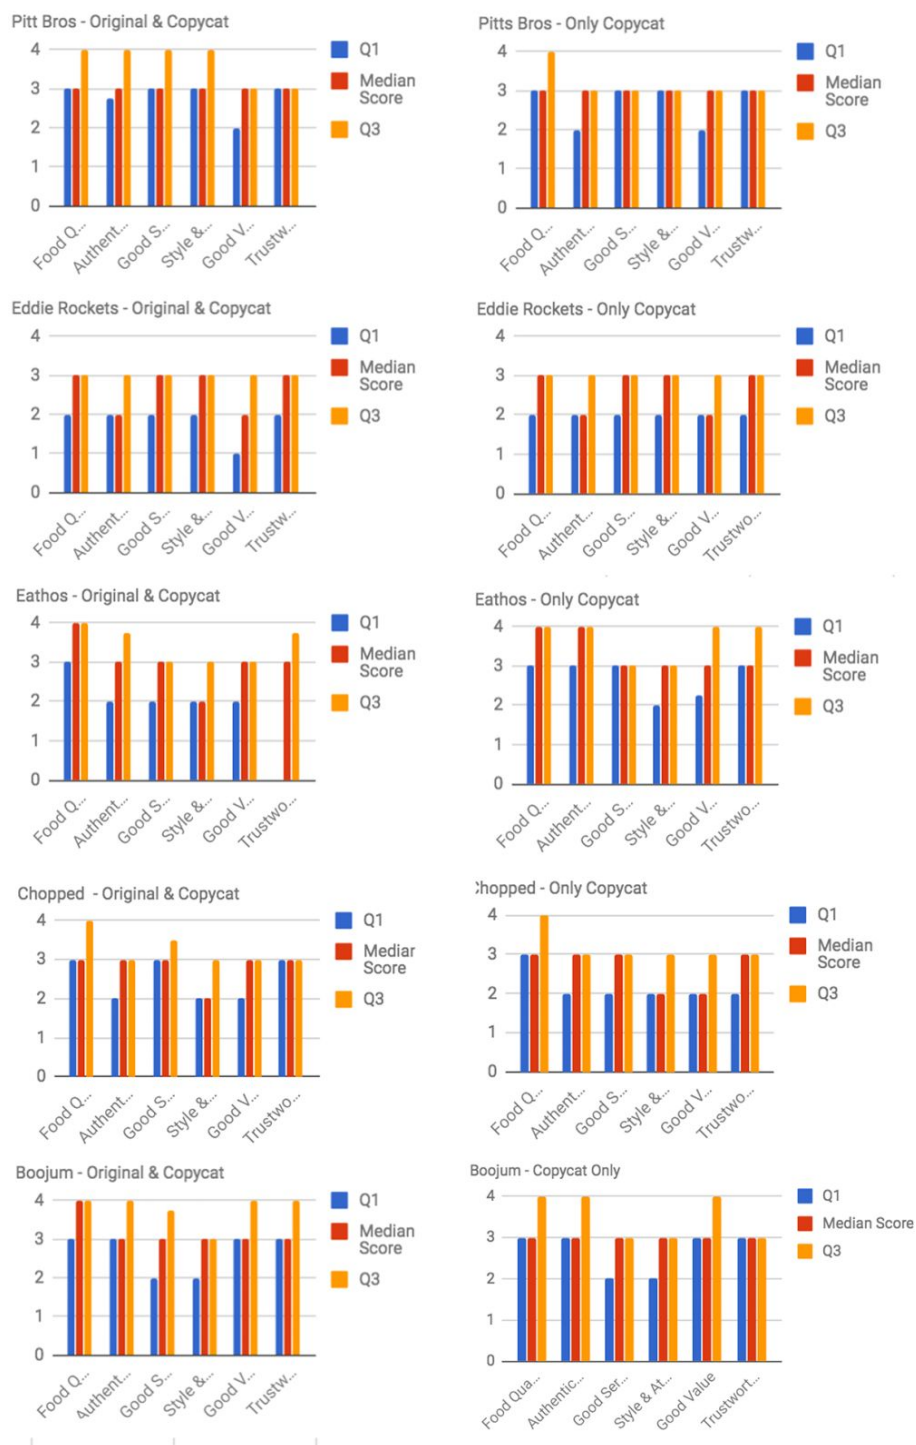 Pitt Bros - Original & Copycat
4
3
2
1
0
Food Q...
Authent...
Good S...
Style &...
Good V...
Trustw...
Q1
Median
Score
Q3
Pitts Bros - Only Copycat
4
3
2
1
0
Food Q...
Authent...
Good S...
Style &...
Good V...
Trustw...
Q1
Median
Score
Q3
Eddie Rockets - Original & Copycat
4
3
2
1
0
Food Q...
Authent...
Good S...
Style &...
Good V...
Trustw...
Q1
Median
Score
Q3
Eddie Rockets - Only Copycat
4
3
2
1
0
Food Q...
Authent...
Good S...
Style &...
Good V...
Trustwo...
Q1
Median
Score
Q3
Eathos - Original & Copycat
4
3
2
1
0
Food Q...
Authent...
Good S...
Style &...
Good V...
Trustwo...
Q1
Median
Score
Q3
Eathos - Only Copycat
4
3
2
1
0
Food Q...
Authent...
Good S...
Style &...
Good V...
Trustwo...
Q1
Median
Score
Q3
Chopped - Original & Copycat
4
3
2
1
0
Food Q...
Authent...
Good S...
Style &...
Good V...
Trustwo...
Q1
Median
Score
Q3
hopped - Only Copycat
4
3
2
1
0
Food Q...
Authent...
Good S...
Style &...
Good V...
Trustwo...
Q1
Median
Score
Q3
Boojum - Original & Copycat
4
3
2
1
0
Food Q...
Authent...
Good S...
Style &...
Good V...
Trustw...
Q1
Median
Score
Q3
Boojum - Copycat Only
4
3
2
1
0
Food Qua...
Authentic...
Good Ser...
Style & At...
Good Value
Trustwort...
Q1
Median Score
Q3